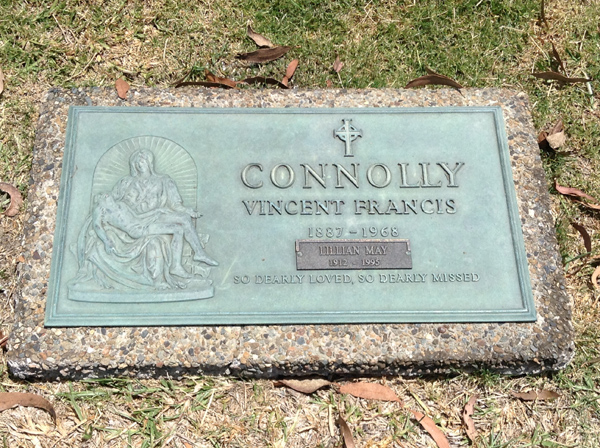 CONNOLLY
VINCENT FRANCIS
1887 - 1968
LILLIAN MAY
1912 - 1995
SO DEARLY LOVED, SO DEARLY MISSED